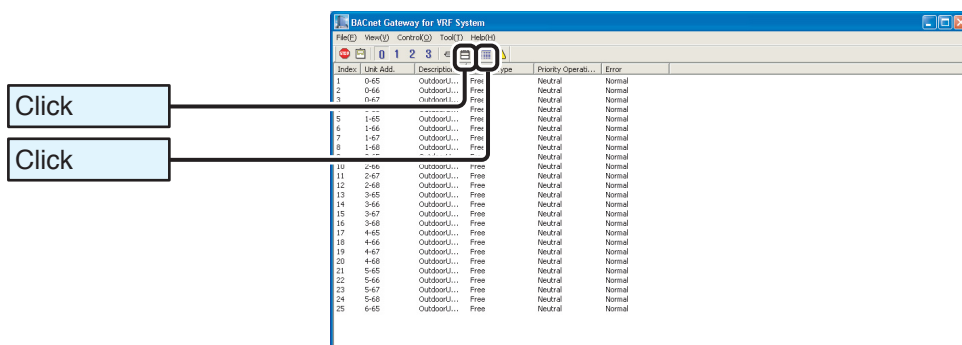 BACnet Gateway for VRF System
File(F) View(V) Control(O) Tool(T) Help(H)
STOP 0 1 2 3
Index Unit Add. Description ype Priority Operati... Error
1 0-65 OutdoorU... Free Neutral Normal
2 0-66 OutdoorU... Free Neutral Normal
Click
3 0-67 OutdoorU... Free Neutral Normal
Neutral Normal
5 1-65 OutdoorU... Free Neutral Normal
6 1-66 OutdoorU... Free Neutral Normal
7 1-67 OutdoorU... Free Neutral Normal
8 1-68 OutdoorU... Free Neutral Normal
Click
Neutral Normal
10 2-66 OutdoorU... Free Neutral Normal
11 2-67 OutdoorU... Free Neutral Normal
12 2-68 OutdoorU... Free Neutral Normal
13 3-65 OutdoorU... Free Neutral Normal
14 3-66 OutdoorU... Free Neutral Normal
15 3-67 OutdoorU... Free Neutral Normal
16 3-68 OutdoorU... Free Neutral Normal
17 4-65 OutdoorU... Free Neutral Normal
18 4-66 OutdoorU... Free Neutral Normal
19 4-67 OutdoorU... Free Neutral Normal
20 4-68 OutdoorU... Free Neutral Normal
21 5-65 OutdoorU... Free Neutral Normal
22 5-66 OutdoorU... Free Neutral Normal
23 5-67 OutdoorU... Free Neutral Normal
24 5-68 OutdoorU... Free Neutral Normal
25 6-65 OutdoorU... Free Neutral Normal